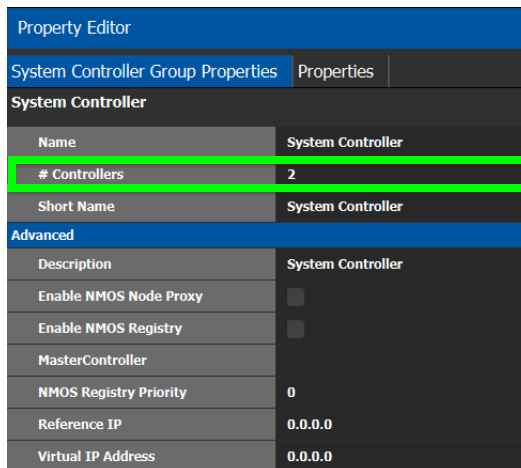 Property Editor
System Controller Group Properties Properties
System Controller
Name System Controller
# Controllers 2
Short Name System Controller
Advanced
Description System Controller
Enable NMOS Node Proxy
Enable NMOS Registry
MasterController
NMOS Registry Priority 0
Reference IP 0.0.0.0
Virtual IP Address 0.0.0.0